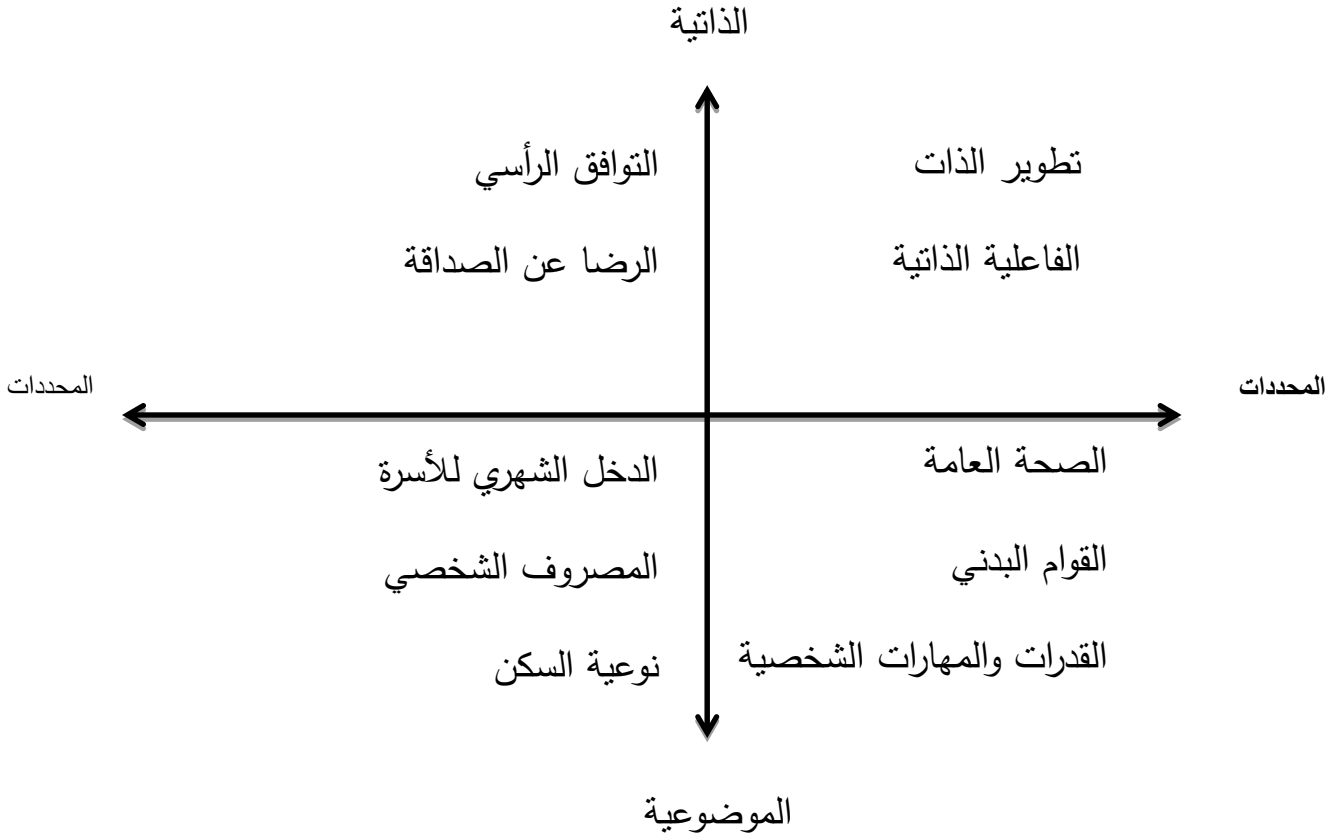 الذاتية
تطوير الذات
التوافق الرأسي
الفاعلية الذاتية
الرضا عن الصداقة
المحددات
المحددات
الصحة العامة
الدخل الشهري للأسرة
القوام البدني
المصروف الشخصي
القدرات والمهارات الشخصية
نوعية السكن
الموضوعية